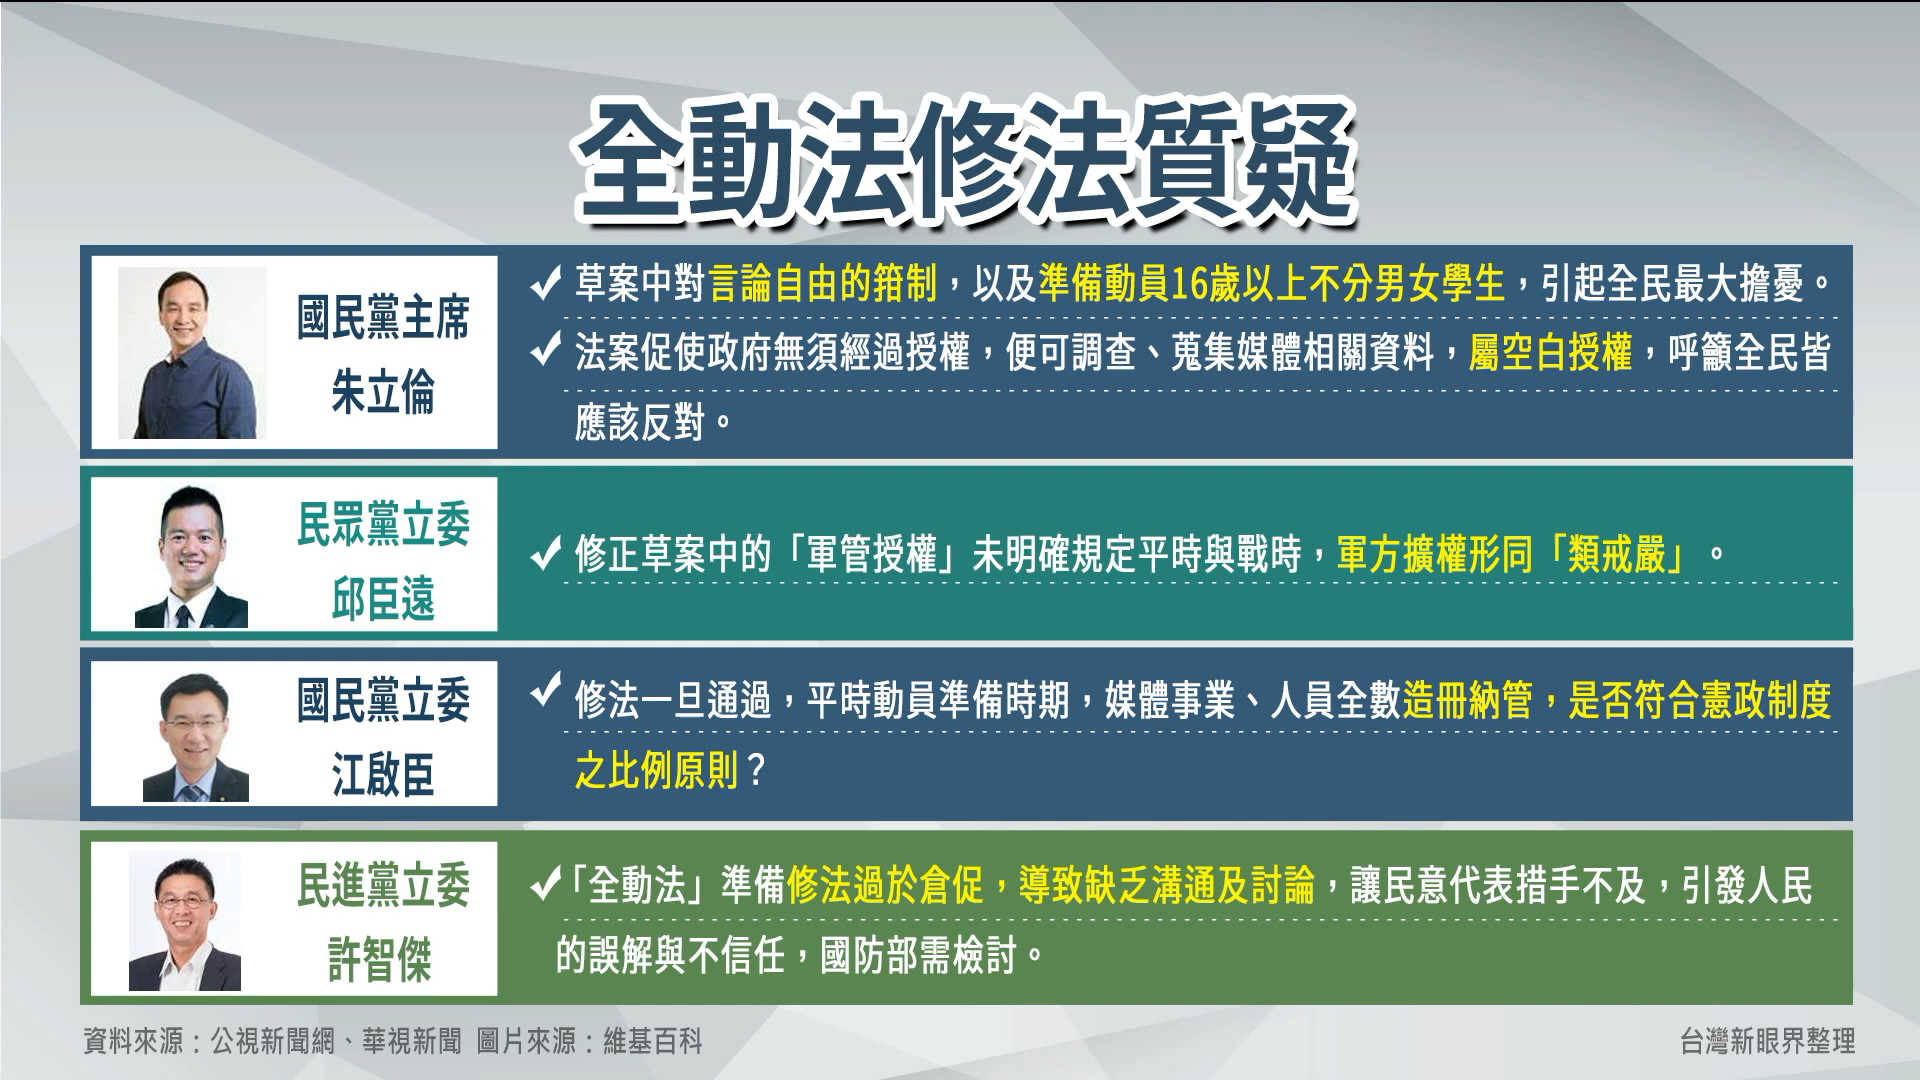 全動法修法質疑
國民黨主席
朱立倫
草案中對言論自由的箝制，以及準備動員16歲以上不分男女學生，引起全民最大擔憂。
法案促使政府無須經過授權，便可調查、蒐集媒體相關資料，屬空白授權，呼籲全民皆
應該反對。
民眾黨立委
邱臣遠
修正草案中的「軍管授權」未明確規定平時與戰時，軍方擴權形同「類戒嚴」。
國民黨立委
江啟臣
修法一旦通過，平時動員準備時期，媒體事業、人員全數造冊納管，是否符合憲政制度
之比例原則？
民進黨立委
許智傑
「全動法」準備修法過於倉促，導致缺乏溝通及討論，讓民意代表措手不及，引發人民
的誤解與不信任，國防部需檢討。
資料來源：公視新聞網、華視新聞 圖片來源：維基百科
台灣新眼界整理